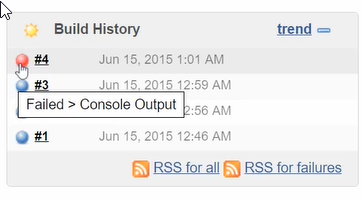 Build History trend
#4 Jun 15, 2015 1:01 AM
#3 Jun 15, 2015 12:59 AM
Failed > Console Output
12:56 AM
#1 Jun 15, 2015 12:46 AM
RSS for all RSS for failures